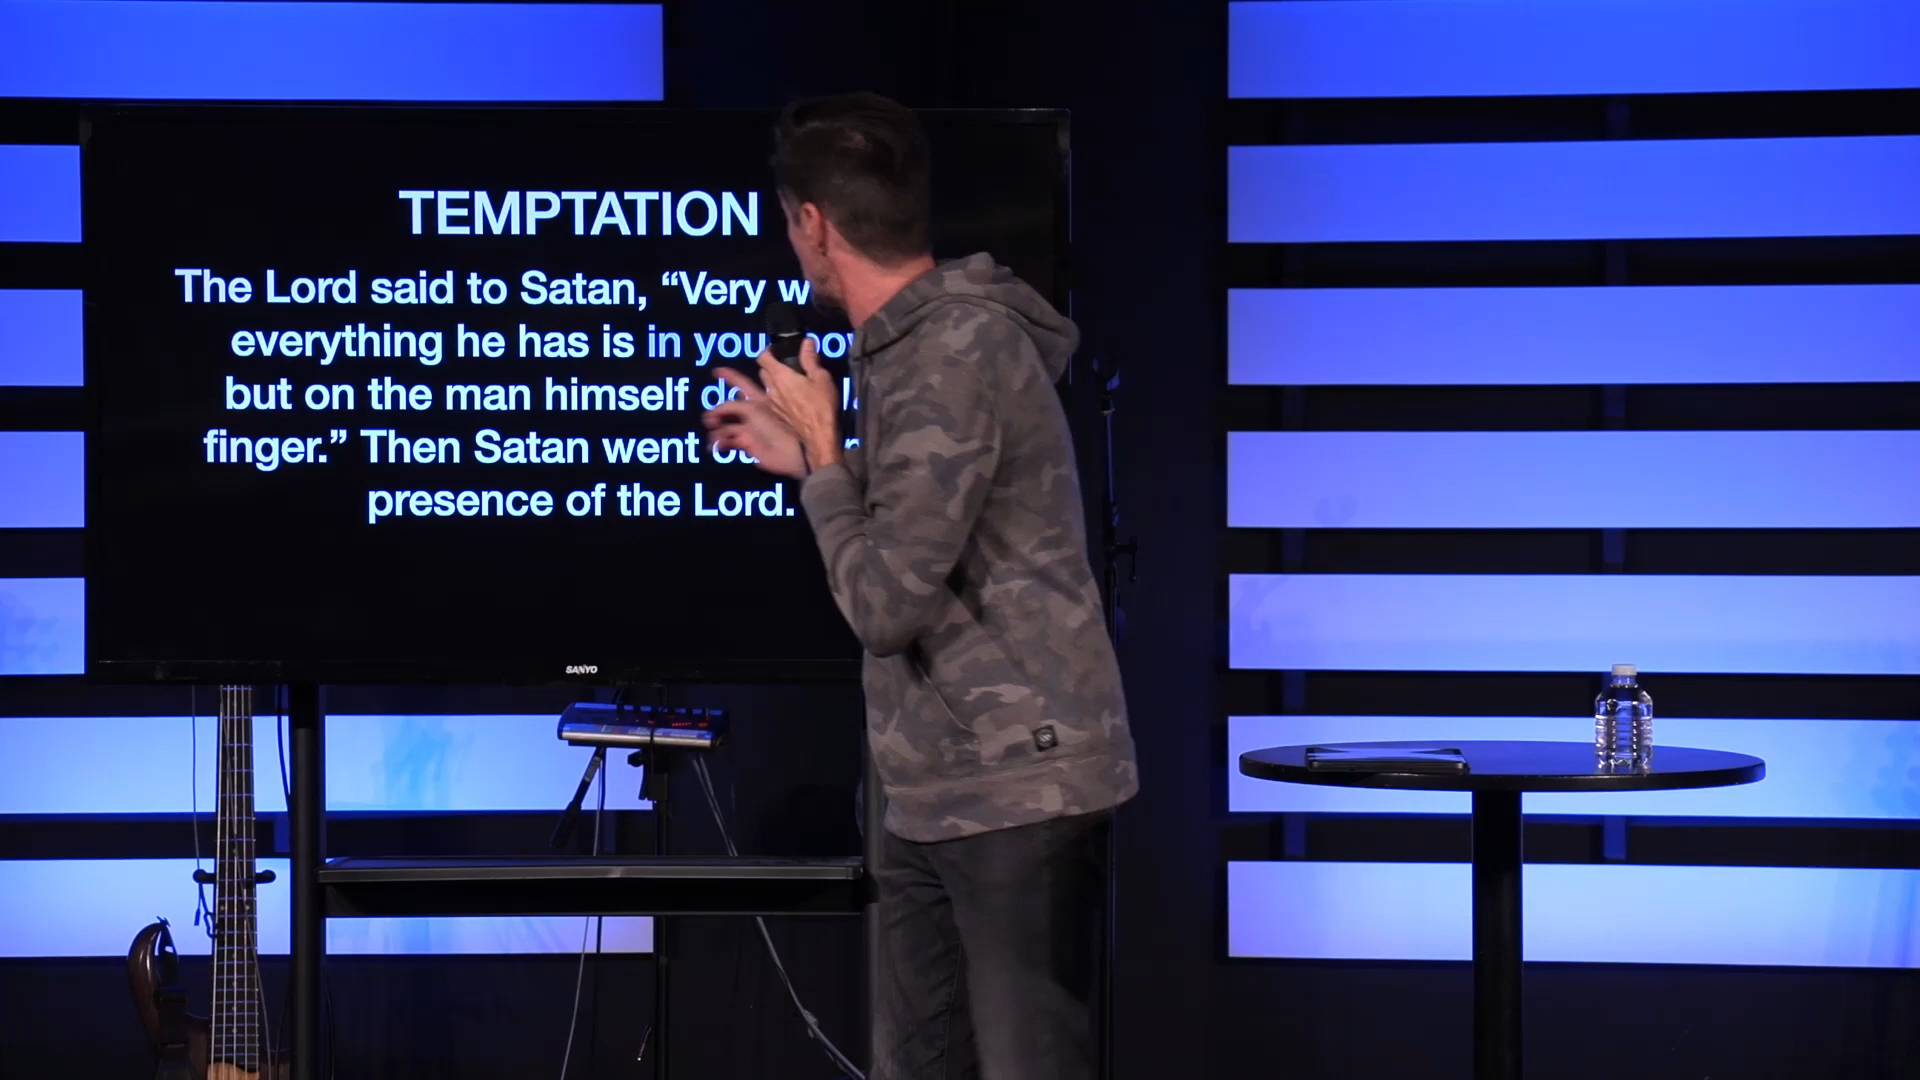 TEMPTATION
The Lord said to Satan, “Very
everything he has is in
but on the man himself
finger.” Then Satan went
presence of the Lord.
SANYO